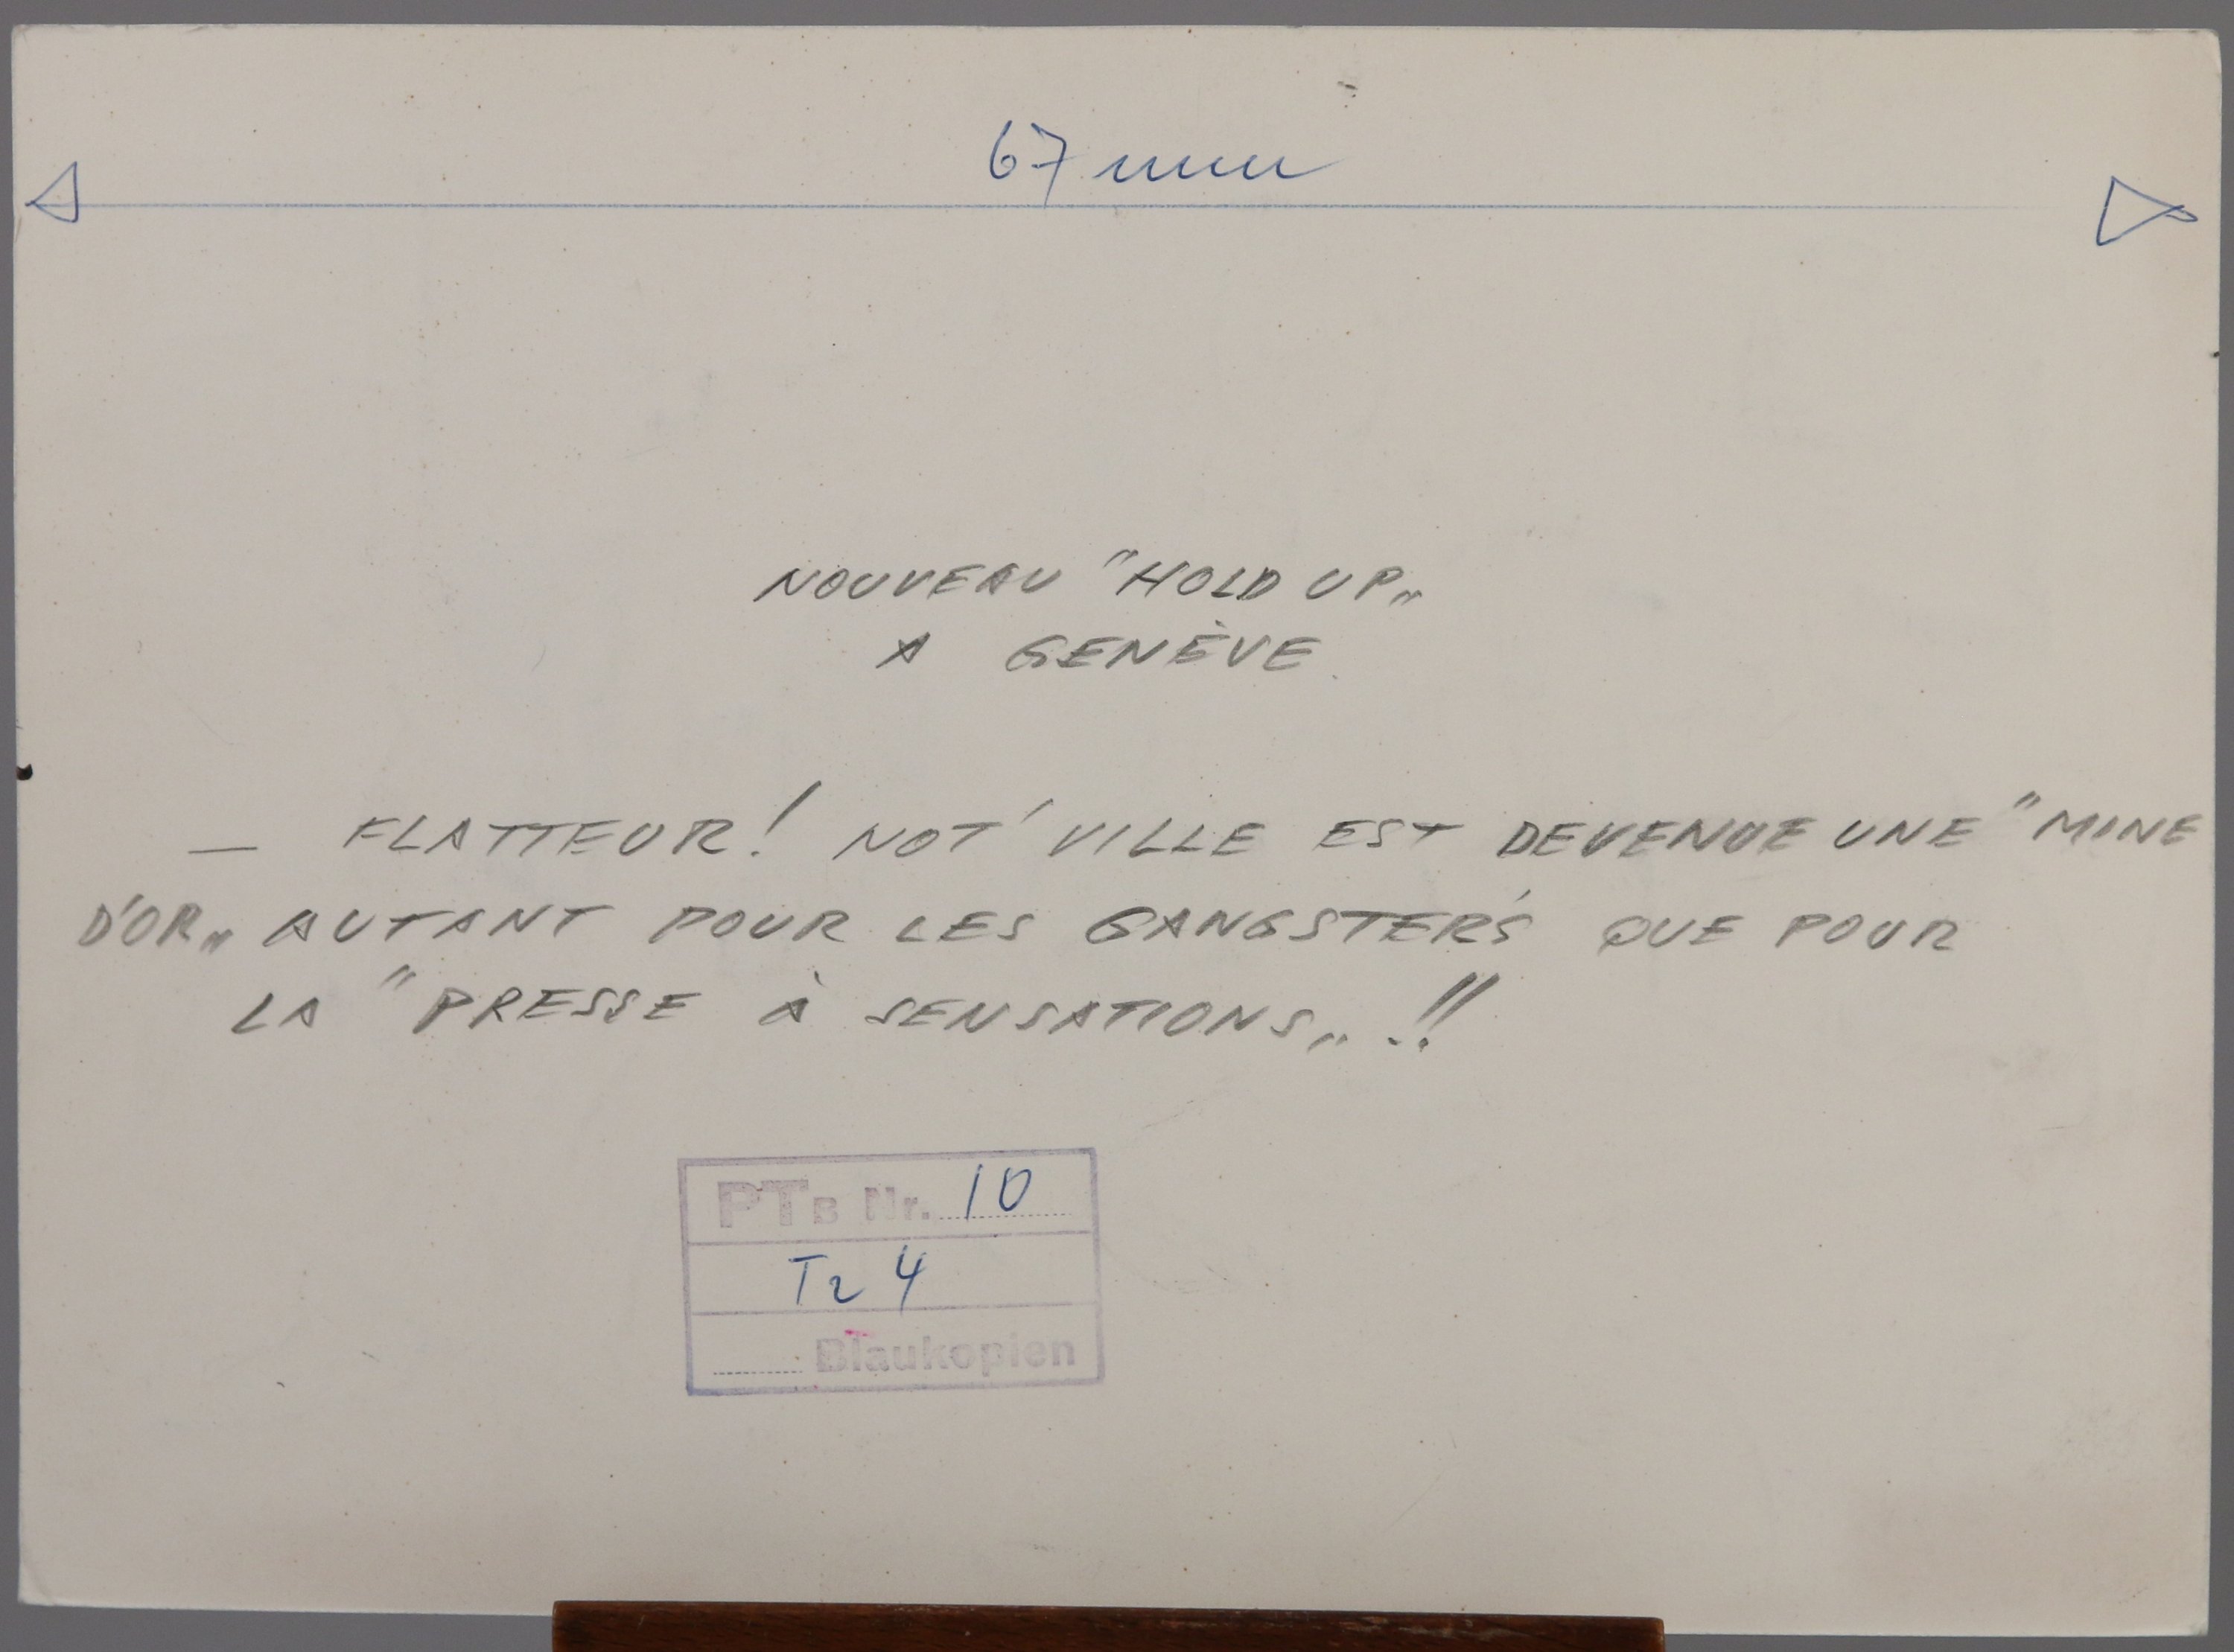 67 mm
NOUVEAU "HOLD UP„
A GENÈVE
— FLATTEUR! NOT' VILLE EST DEVENUE UNE "MINE
D'OR„ AUTANT POUR LES GANGSTER'S QUE POUR
LA "PRESSE À SENSATIONS„ !!
PTB Nr. 10
Tz 4
Blaukopien